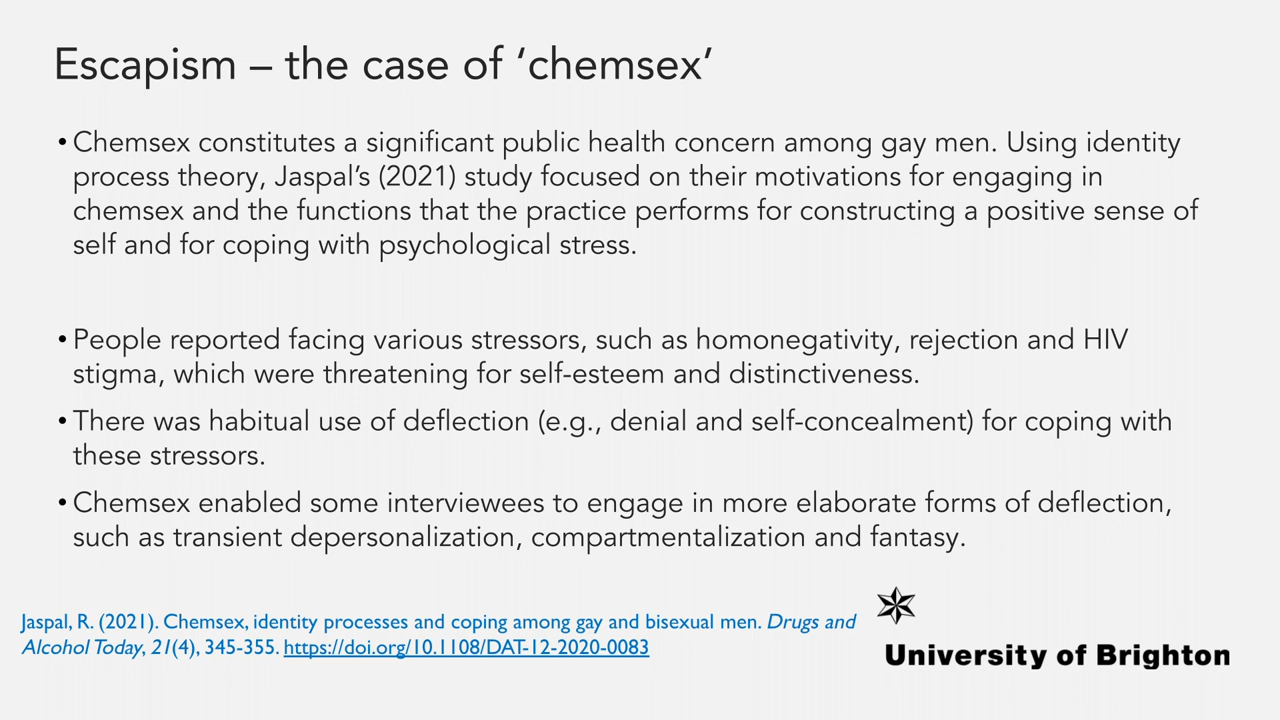 Escapism – the case of ‘chemsex’
• Chemsex constitutes a significant public health concern among gay men. Using identity
process theory, Jaspal’s (2021) study focused on their motivations for engaging in
chemsex and the functions that the practice performs for constructing a positive sense of
self and for coping with psychological stress.
• People reported facing various stressors, such as homonegativity, rejection and HIV
stigma, which were threatening for self-esteem and distinctiveness.
• There was habitual use of deflection (e.g., denial and self-concealment) for coping with
these stressors.
• Chemsex enabled some interviewees to engage in more elaborate forms of deflection,
such as transient depersonalization, compartmentalization and fantasy.
Jaspal, R. (2021). Chemsex, identity processes and coping among gay and bisexual men. Drugs and
Alcohol Today, 21(4), 345-355. https://doi.org/10.1108/DAT-12-2020-0083
University of Brighton